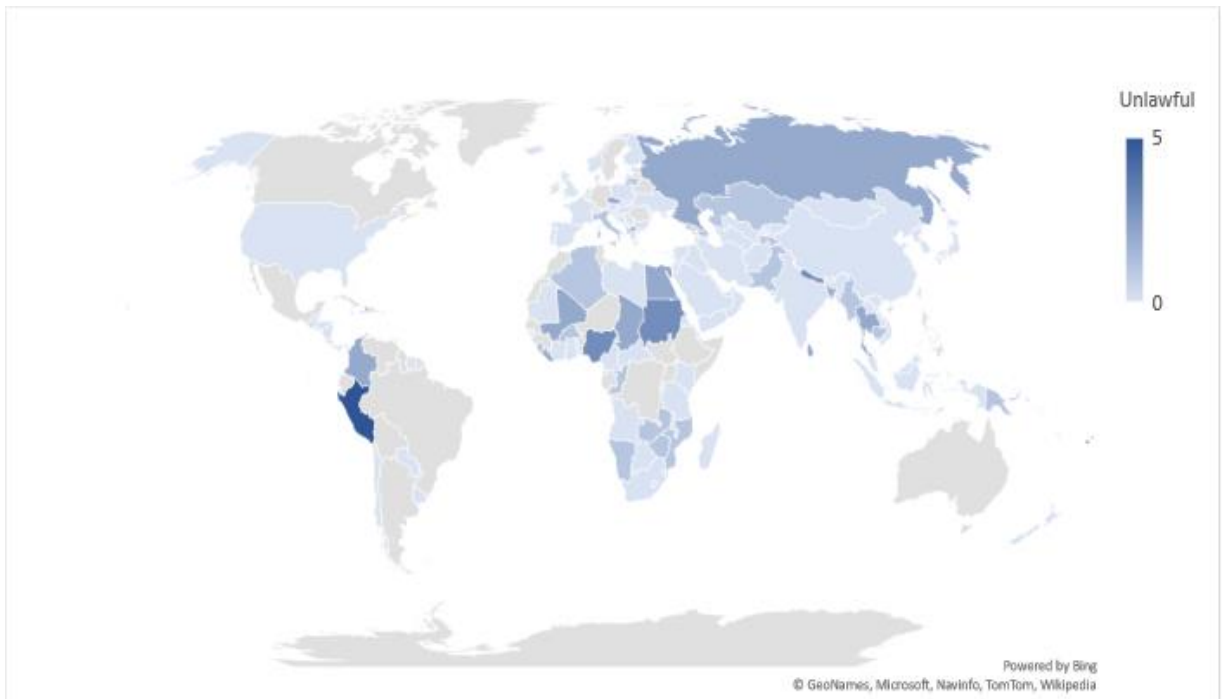 Unlawful
5
0
Powered by Bing
© GeoNames, Microsoft, Navinfo, TomTom, Wikipedia